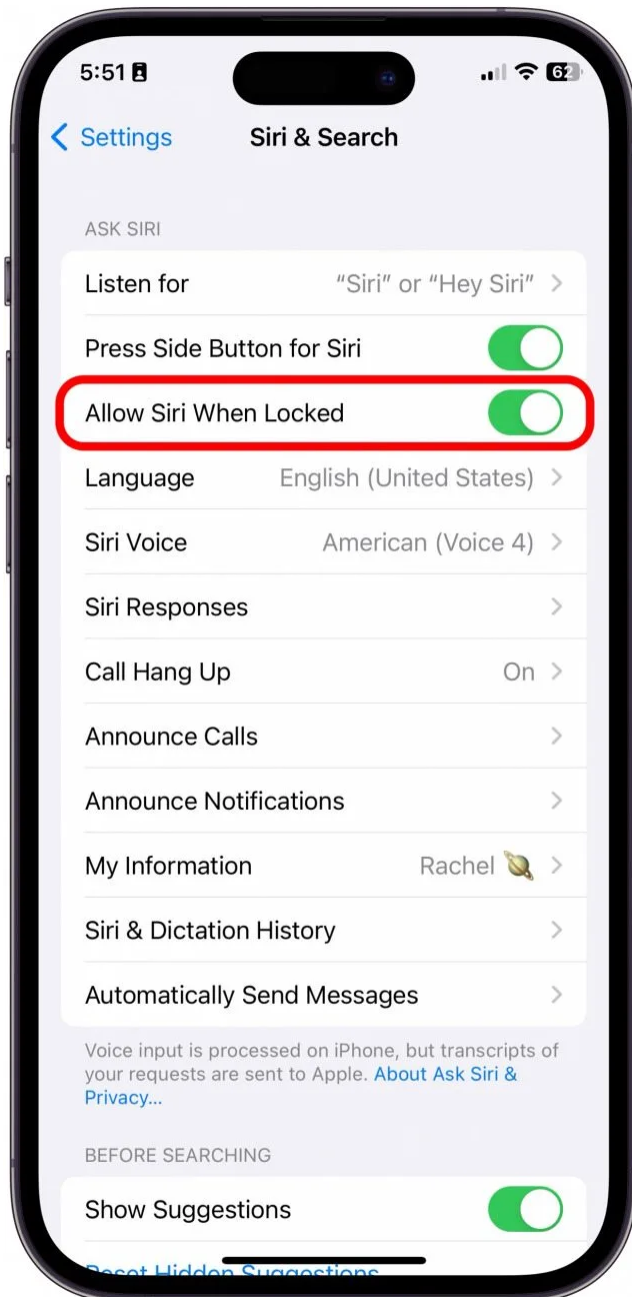 5:51 62
Settings Siri & Search
ASK SIRI
Listen for “Siri” or “Hey Siri”
Press Side Button for Siri
Allow Siri When Locked
Language English (United States)
Siri Voice American (Voice 4)
Siri Responses
Call Hang Up On
Announce Calls
Announce Notifications
My Information Rachel 🪐
Siri & Dictation History
Automatically Send Messages
Voice input is processed on iPhone, but transcripts of
your requests are sent to Apple. About Ask Siri &
Privacy...
BEFORE SEARCHING
Show Suggestions
Reset Hidden Suggestions